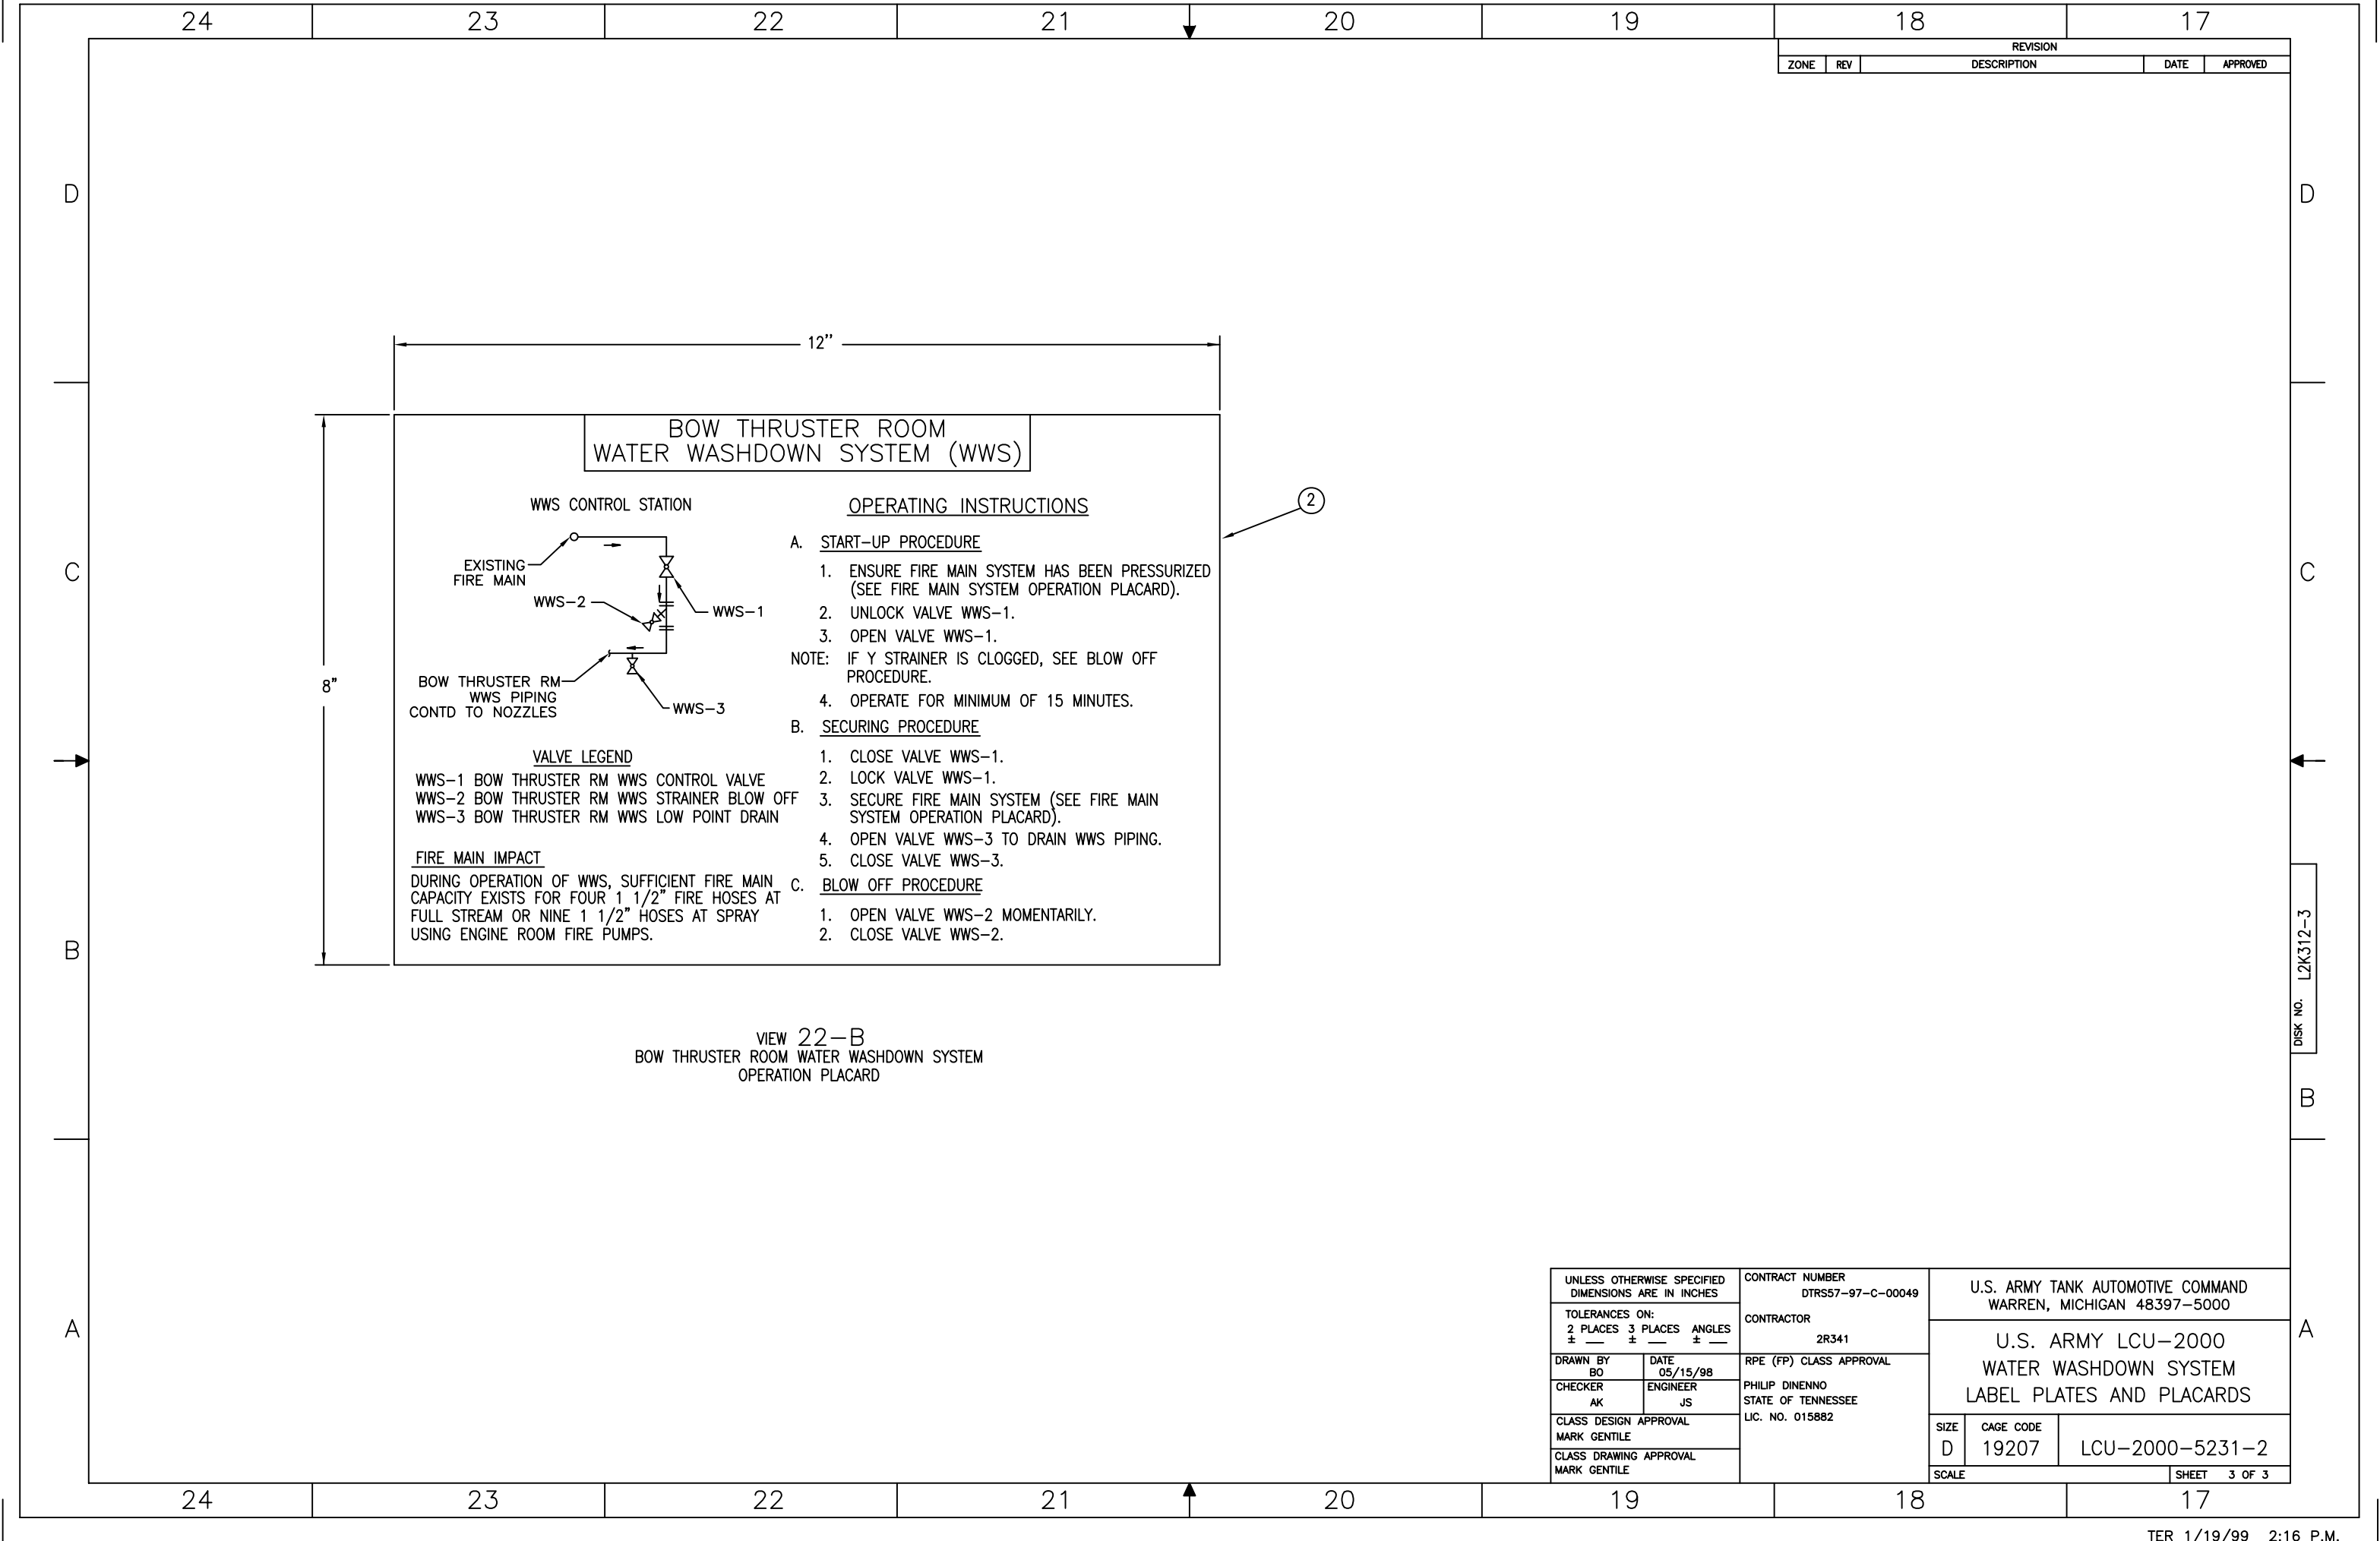 24 23 22 21 20 19 18 17
REVISION
ZONE REV DESCRIPTION DATE APPROVED
D D
12”
8”
BOW THRUSTER ROOM
WATER WASHDOWN SYSTEM (WWS)
WWS CONTROL STATION
EXISTING
FIRE MAIN
WWS-2
WWS-1
BOW THRUSTER RM
WWS PIPING
CONTD TO NOZZLES
WWS-3
VALVE LEGEND
WWS-1 BOW THRUSTER RM WWS CONTROL VALVE
WWS-2 BOW THRUSTER RM WWS STRAINER BLOW OFF
WWS-3 BOW THRUSTER RM WWS LOW POINT DRAIN
FIRE MAIN IMPACT
DURING OPERATION OF WWS, SUFFICIENT FIRE MAIN
CAPACITY EXISTS FOR FOUR 1 1/2” FIRE HOSES AT
FULL STREAM OR NINE 1 1/2” HOSES AT SPRAY
USING ENGINE ROOM FIRE PUMPS.
OPERATING INSTRUCTIONS
A. START-UP PROCEDURE
1. ENSURE FIRE MAIN SYSTEM HAS BEEN PRESSURIZED
(SEE FIRE MAIN SYSTEM OPERATION PLACARD).
2. UNLOCK VALVE WWS-1.
3. OPEN VALVE WWS-1.
NOTE: IF Y STRAINER IS CLOGGED, SEE BLOW OFF
PROCEDURE.
4. OPERATE FOR MINIMUM OF 15 MINUTES.
B. SECURING PROCEDURE
1. CLOSE VALVE WWS-1.
2. LOCK VALVE WWS-1.
3. SECURE FIRE MAIN SYSTEM (SEE FIRE MAIN
SYSTEM OPERATION PLACARD).
4. OPEN VALVE WWS-3 TO DRAIN WWS PIPING.
5. CLOSE VALVE WWS-3.
C. BLOW OFF PROCEDURE
1. OPEN VALVE WWS-2 MOMENTARILY.
2. CLOSE VALVE WWS-2.
2
C C
VIEW 22-B
BOW THRUSTER ROOM WATER WASHDOWN SYSTEM
OPERATION PLACARD
DISK NO. L2K312-3
B B
UNLESS OTHERWISE SPECIFIED
DIMENSIONS ARE IN INCHES
TOLERANCES ON:
2 PLACES 3 PLACES ANGLES
± __ ± __ ± __
DRAWN BY
BO
DATE
05/15/98
CHECKER
AK
ENGINEER
JS
CLASS DESIGN APPROVAL
MARK GENTILE
CLASS DRAWING APPROVAL
MARK GENTILE
CONTRACT NUMBER
DTRS57-97-C-00049
CONTRACTOR
2R341
RPE (FP) CLASS APPROVAL
PHILIP DINENNO
STATE OF TENNESSEE
LIC. NO. 015882
U.S. ARMY TANK AUTOMOTIVE COMMAND
WARREN, MICHIGAN 48397-5000
U.S. ARMY LCU-2000
WATER WASHDOWN SYSTEM
LABEL PLATES AND PLACARDS
SIZE
D
CAGE CODE
19207
LCU-2000-5231-2
SCALE
SHEET 3 OF 3
A A
24 23 22 21 20 19 18 17
TER 1/19/99 2:16 P.M.